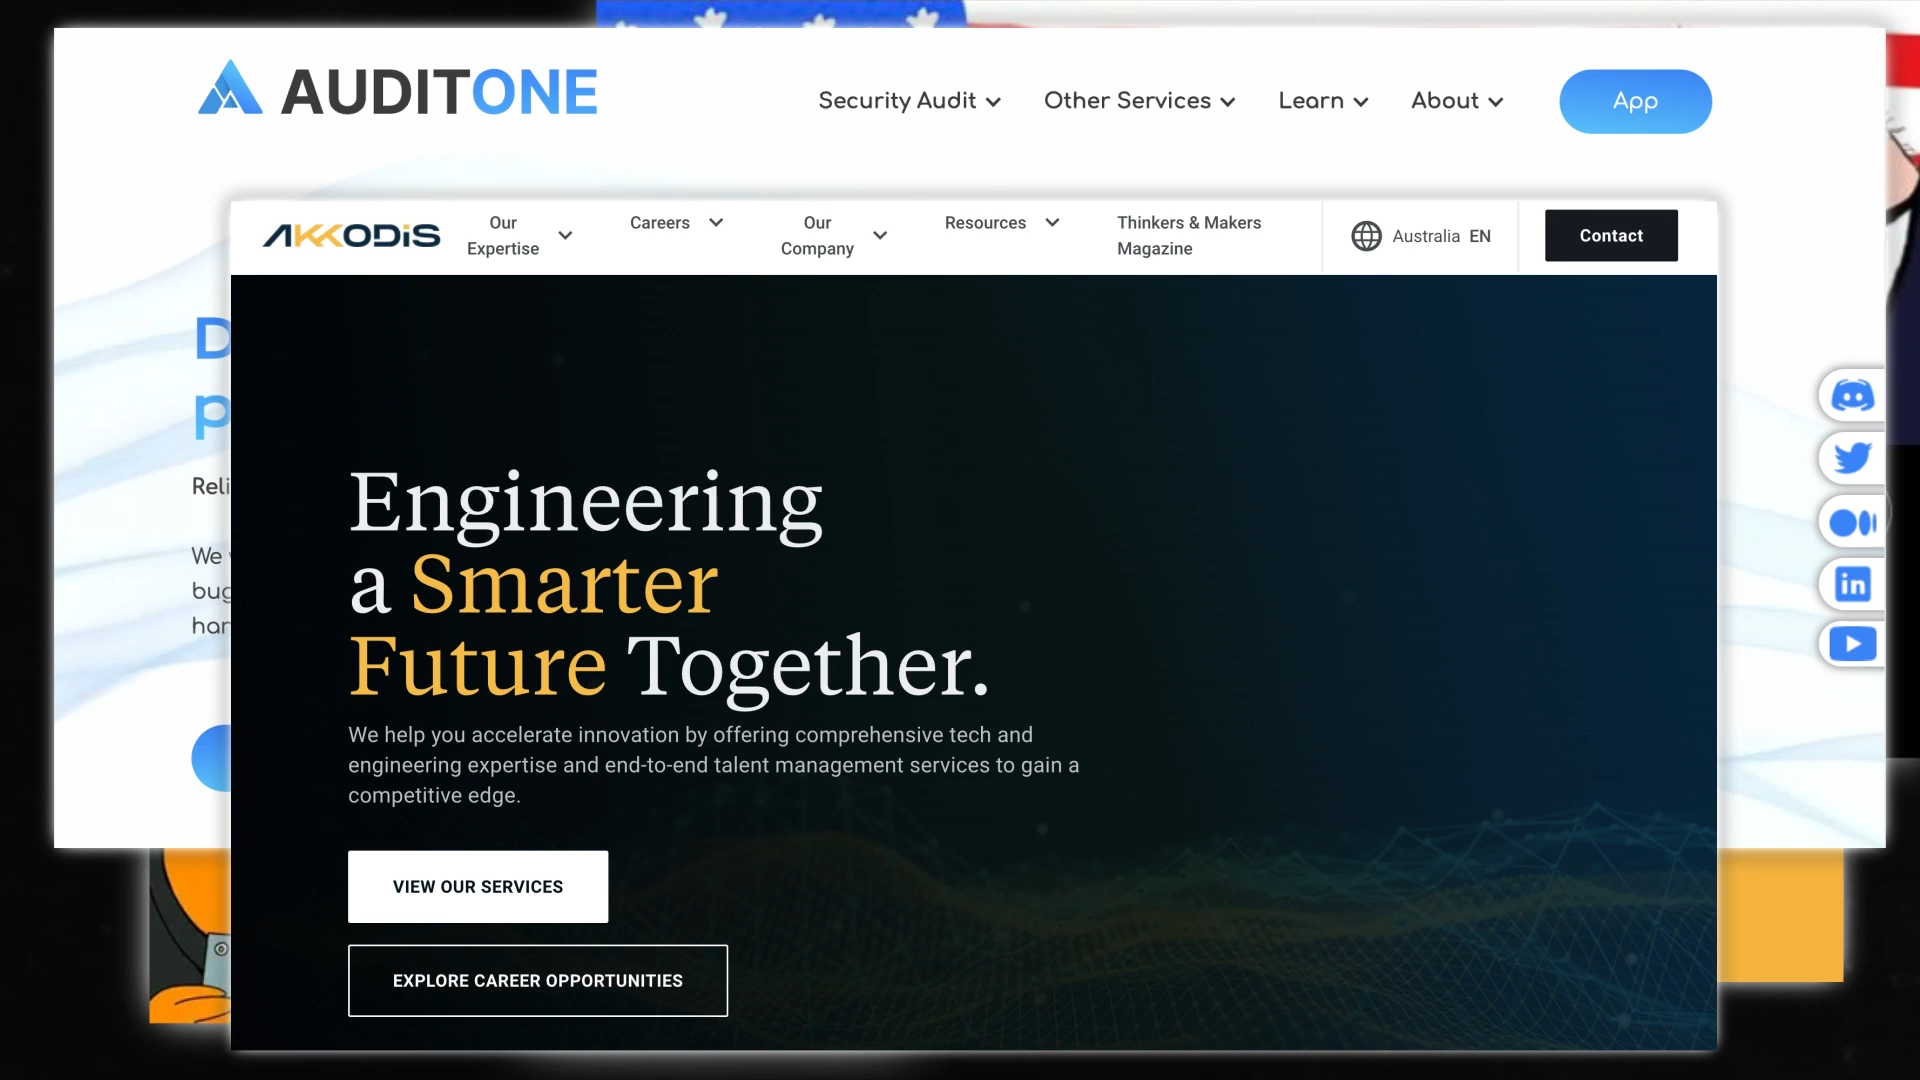 AUDITONE
Security Audit
Other Services
Learn
About
App
AKKODIS
Our
Expertise
Careers
Our
Company
Resources
Thinkers & Makers
Magazine
Australia EN
Contact
Engineering
a Smarter
Future Together.
We help you accelerate innovation by offering comprehensive tech and
engineering expertise and end-to-end talent management services to gain a
competitive edge.
VIEW OUR SERVICES
EXPLORE CAREER OPPORTUNITIES
We
in